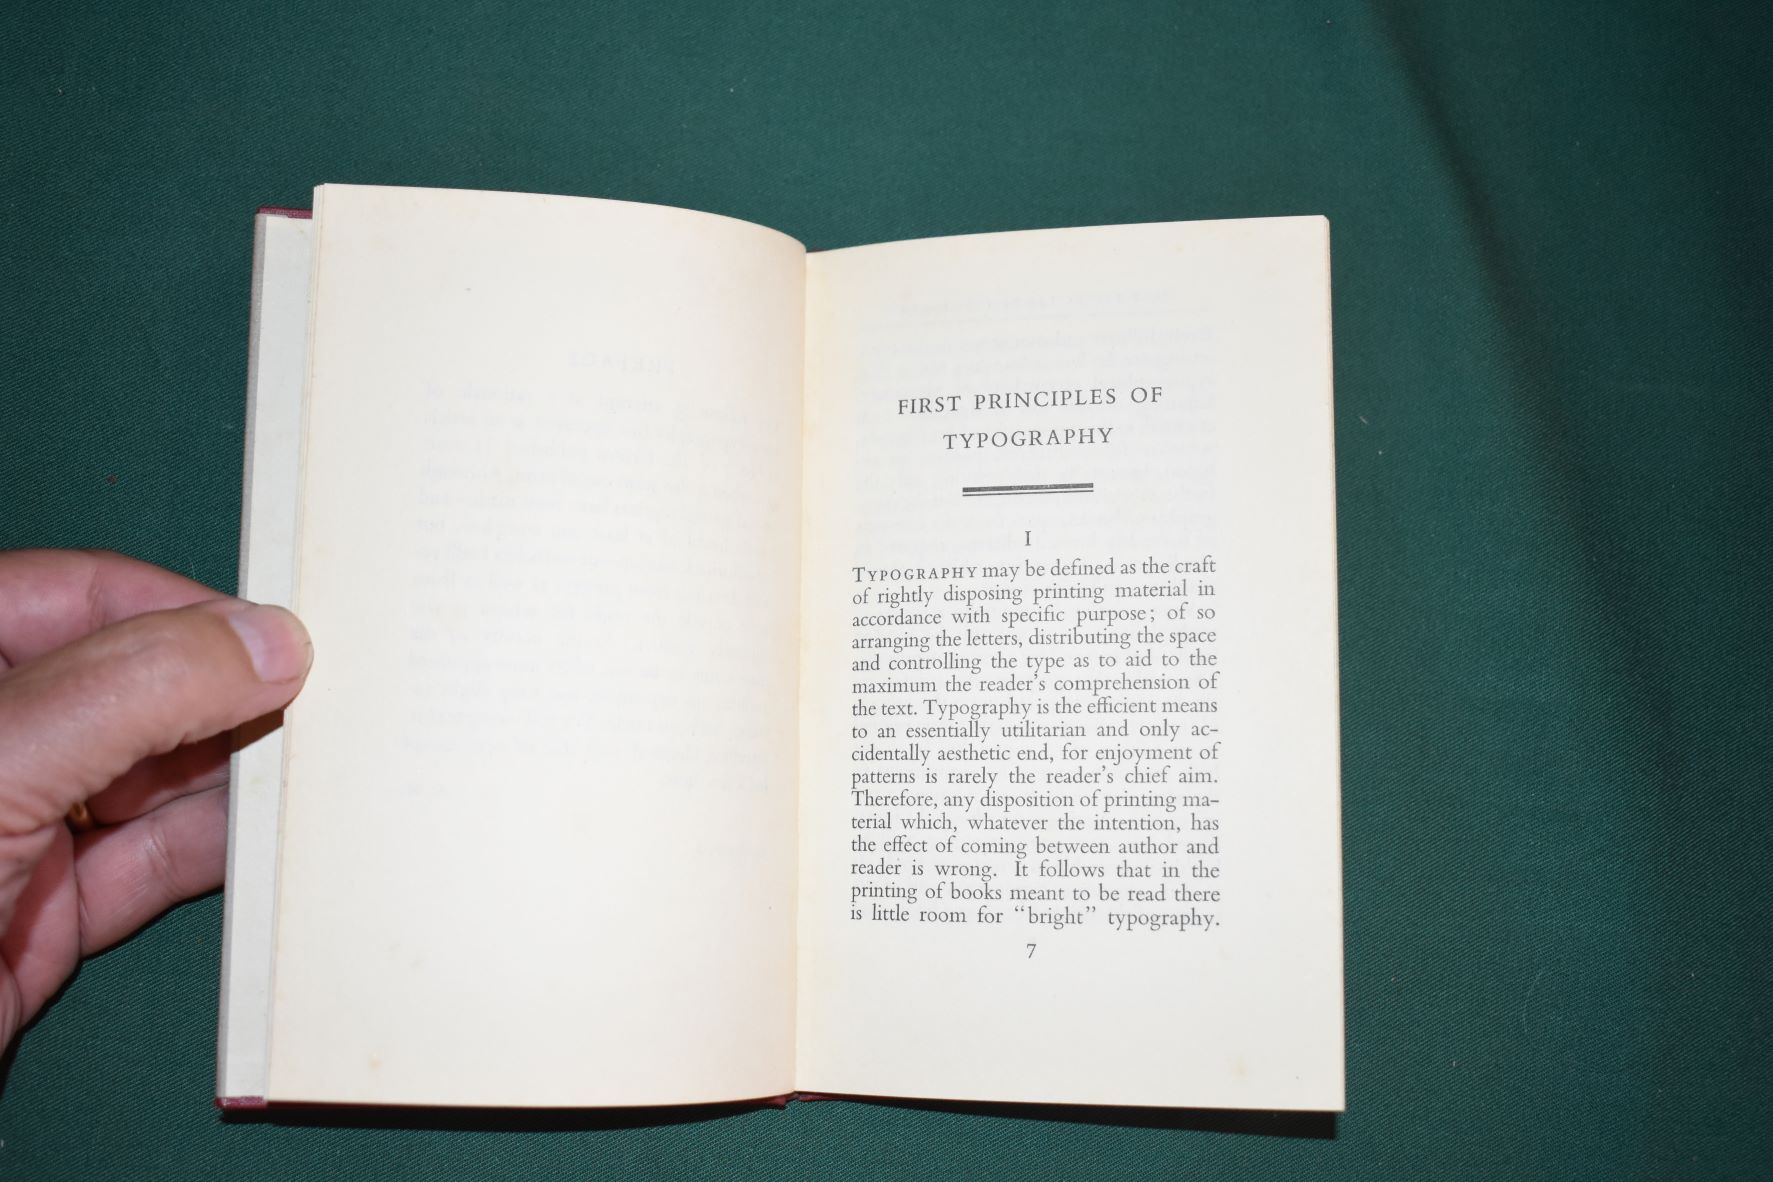 PREFACE
FIRST PRINCIPLES OF
TYPOGRAPHY
I
TYPOGRAPHY may be defined as the craft
of rightly disposing printing material in
accordance with specific purpose; of so
arranging the letters, distributing the space
and controlling the type as to aid to the
maximum the reader's comprehension of
the text. Typography is the efficient means
to an essentially utilitarian and only ac-
cidentally aesthetic end, for enjoyment of
patterns is rarely the reader's chief aim.
Therefore, any disposition of printing ma-
terial which, whatever the intention, has
the effect of coming between author and
reader is wrong. It follows that in the
printing of books meant to be read there
is little room for “bright” typography.
7